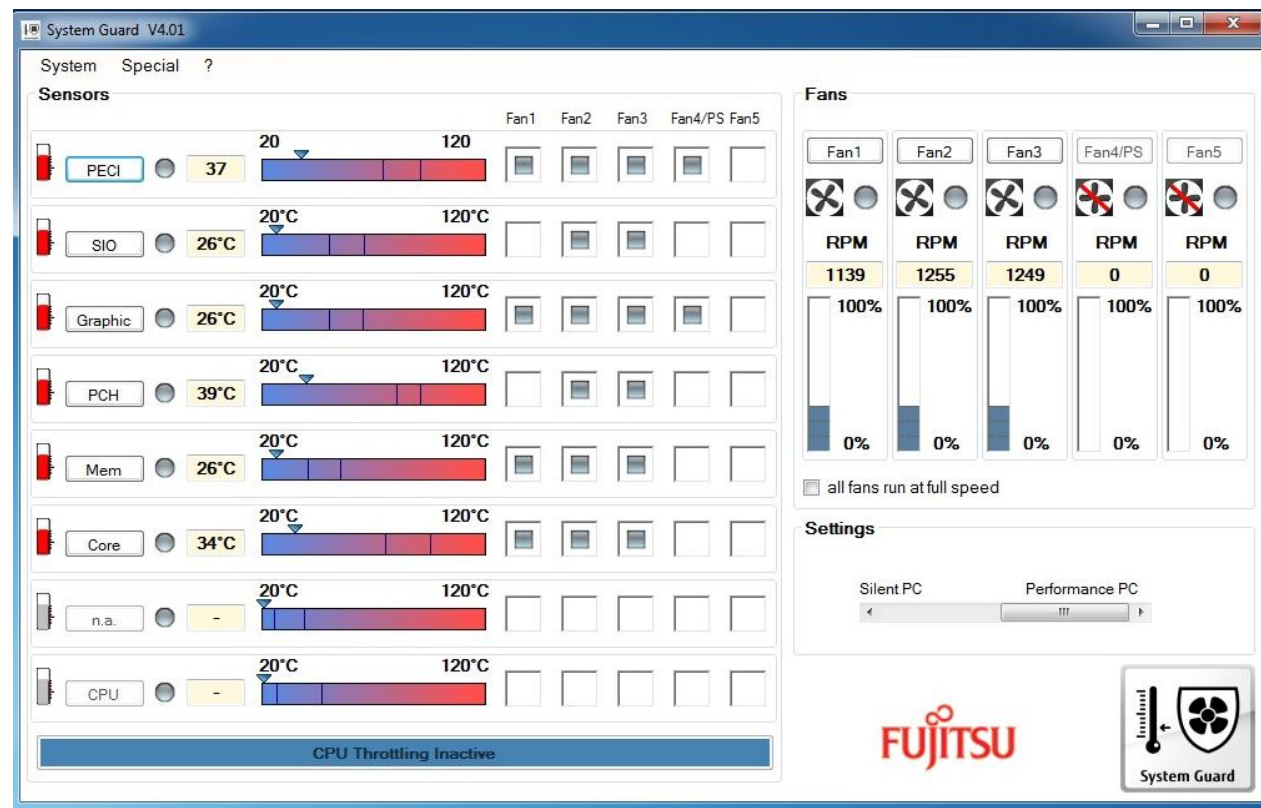 System Guard V4.01
System Special ?
Sensors
Fan1 Fan2 Fan3 Fan4/PS Fan5
20 120
PECI 37
20°C 120°C
SIO 26°C
20°C 120°C
Graphic 26°C
20°C 120°C
PCH 39°C
20°C 120°C
Mem 26°C
20°C 120°C
Core 34°C
20°C 120°C
n.a. -
20°C 120°C
CPU -
CPU Throttling Inactive
Fans
Fan1 Fan2 Fan3 Fan4/PS Fan5
RPM RPM RPM RPM RPM
1139 1255 1249 0 0
100% 100% 100% 100% 100%
0% 0% 0% 0% 0%
all fans run at full speed
Settings
Silent PC Performance PC
FUJITSU
System Guard